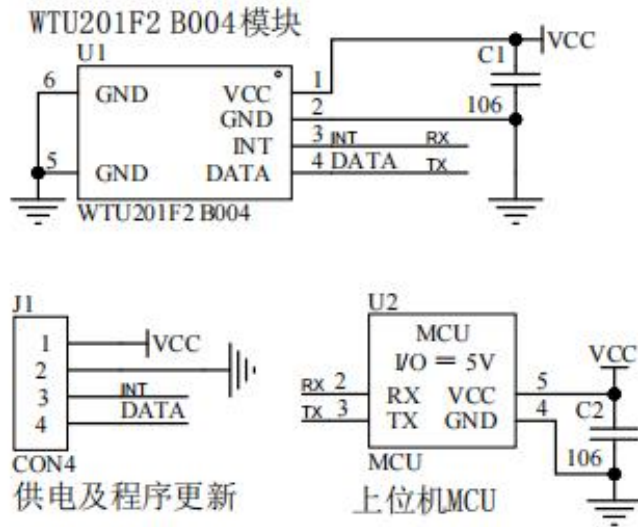 WTU201F2 B004模块
U1
6 GND VCC 1
GND 2
INT 3 INT RX
5 GND DATA 4 DATA TX
WTU201F2 B004
C1
VCC
106
J1
1 VCC
2
3 INT
4 DATA
CON4
供电及程序更新
U2
MCU
I/O = 5V
RX 2 RX VCC 5
TX 3 TX GND 4
MCU
VCC
C2
106
上位机MCU